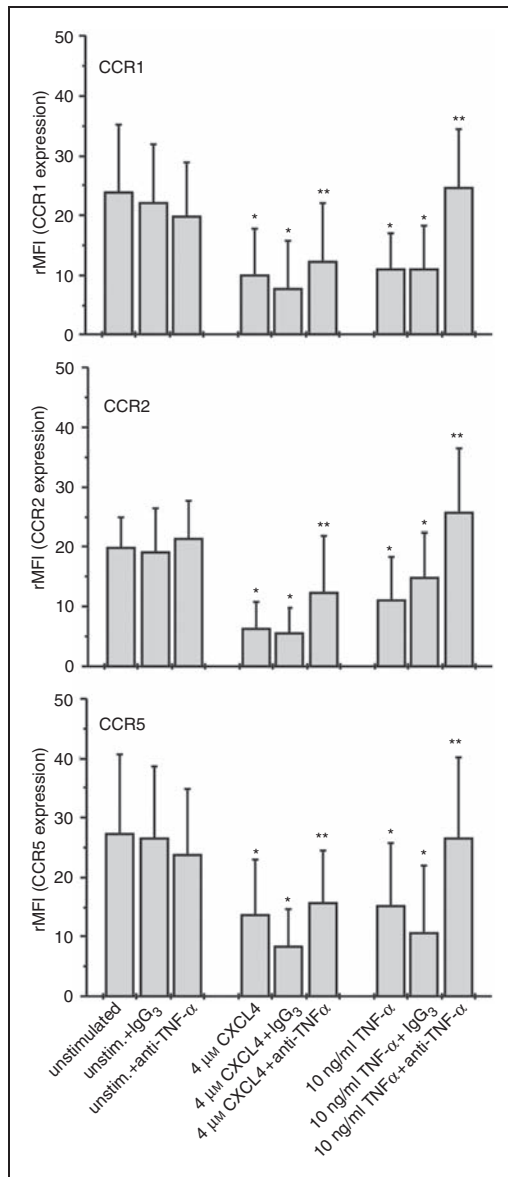 50
CCR1
40
**
30
**
rMFI (CCR1 expression)
20
* * * *
10
0
50
CCR2
40
**
30
**
rMFI (CCR2 expression)
20
* * * *
10
0
50
CCR5
**
40
**
30
rMFI (CCR5 expression)
* * * *
20
10
0
unstimulated
unstim.+IgG3
unstim.+anti-TNF-α
4 μM CXCL4
4 μM CXCL4+IgG3
4 μM CXCL4+anti-TNFα
10 ng/ml TNF-α
10 ng/ml TNF-α+ IgG3
10 ng/ml TNFα+anti-TNF-α